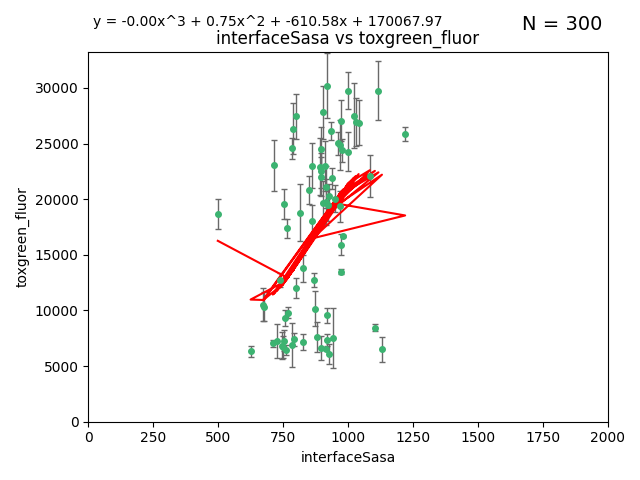 y = -0.00x^3 + 0.75x^2 + -610.58x + 170067.97
N = 300
interfaceSasa vs toxgreen_fluor
30000
25000
20000
15000
10000
5000
0
toxgreen_fluor
0 250 500 750 1000 1250 1500 1750 2000
interfaceSasa